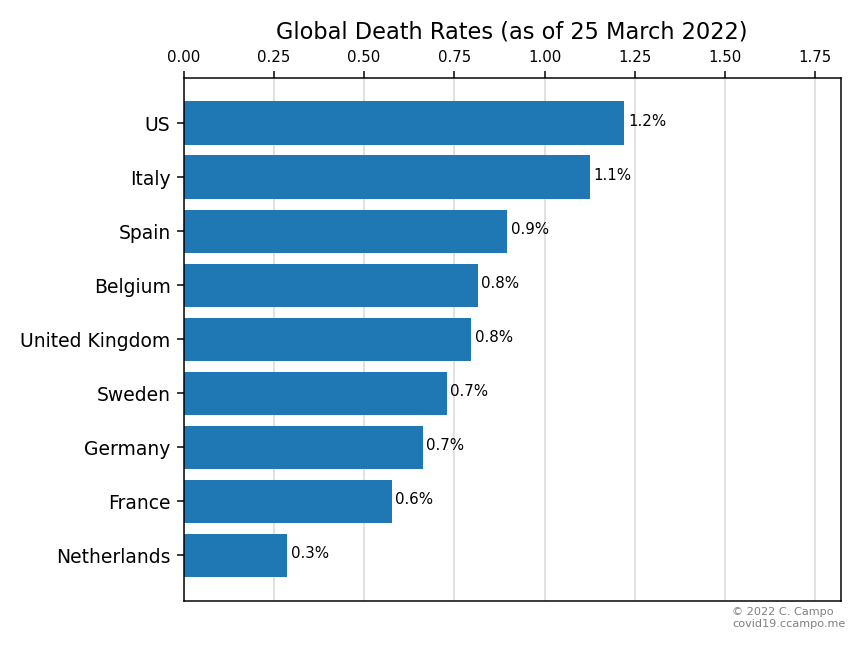 Global Death Rates (as of 25 March 2022)
0.00 0.25 0.50 0.75 1.00 1.25 1.50 1.75
US 1.2%
Italy 1.1%
Spain 0.9%
Belgium 0.8%
United Kingdom 0.8%
Sweden 0.7%
Germany 0.7%
France 0.6%
Netherlands 0.3%
© 2022 C. Campo
covid19.ccampo.me